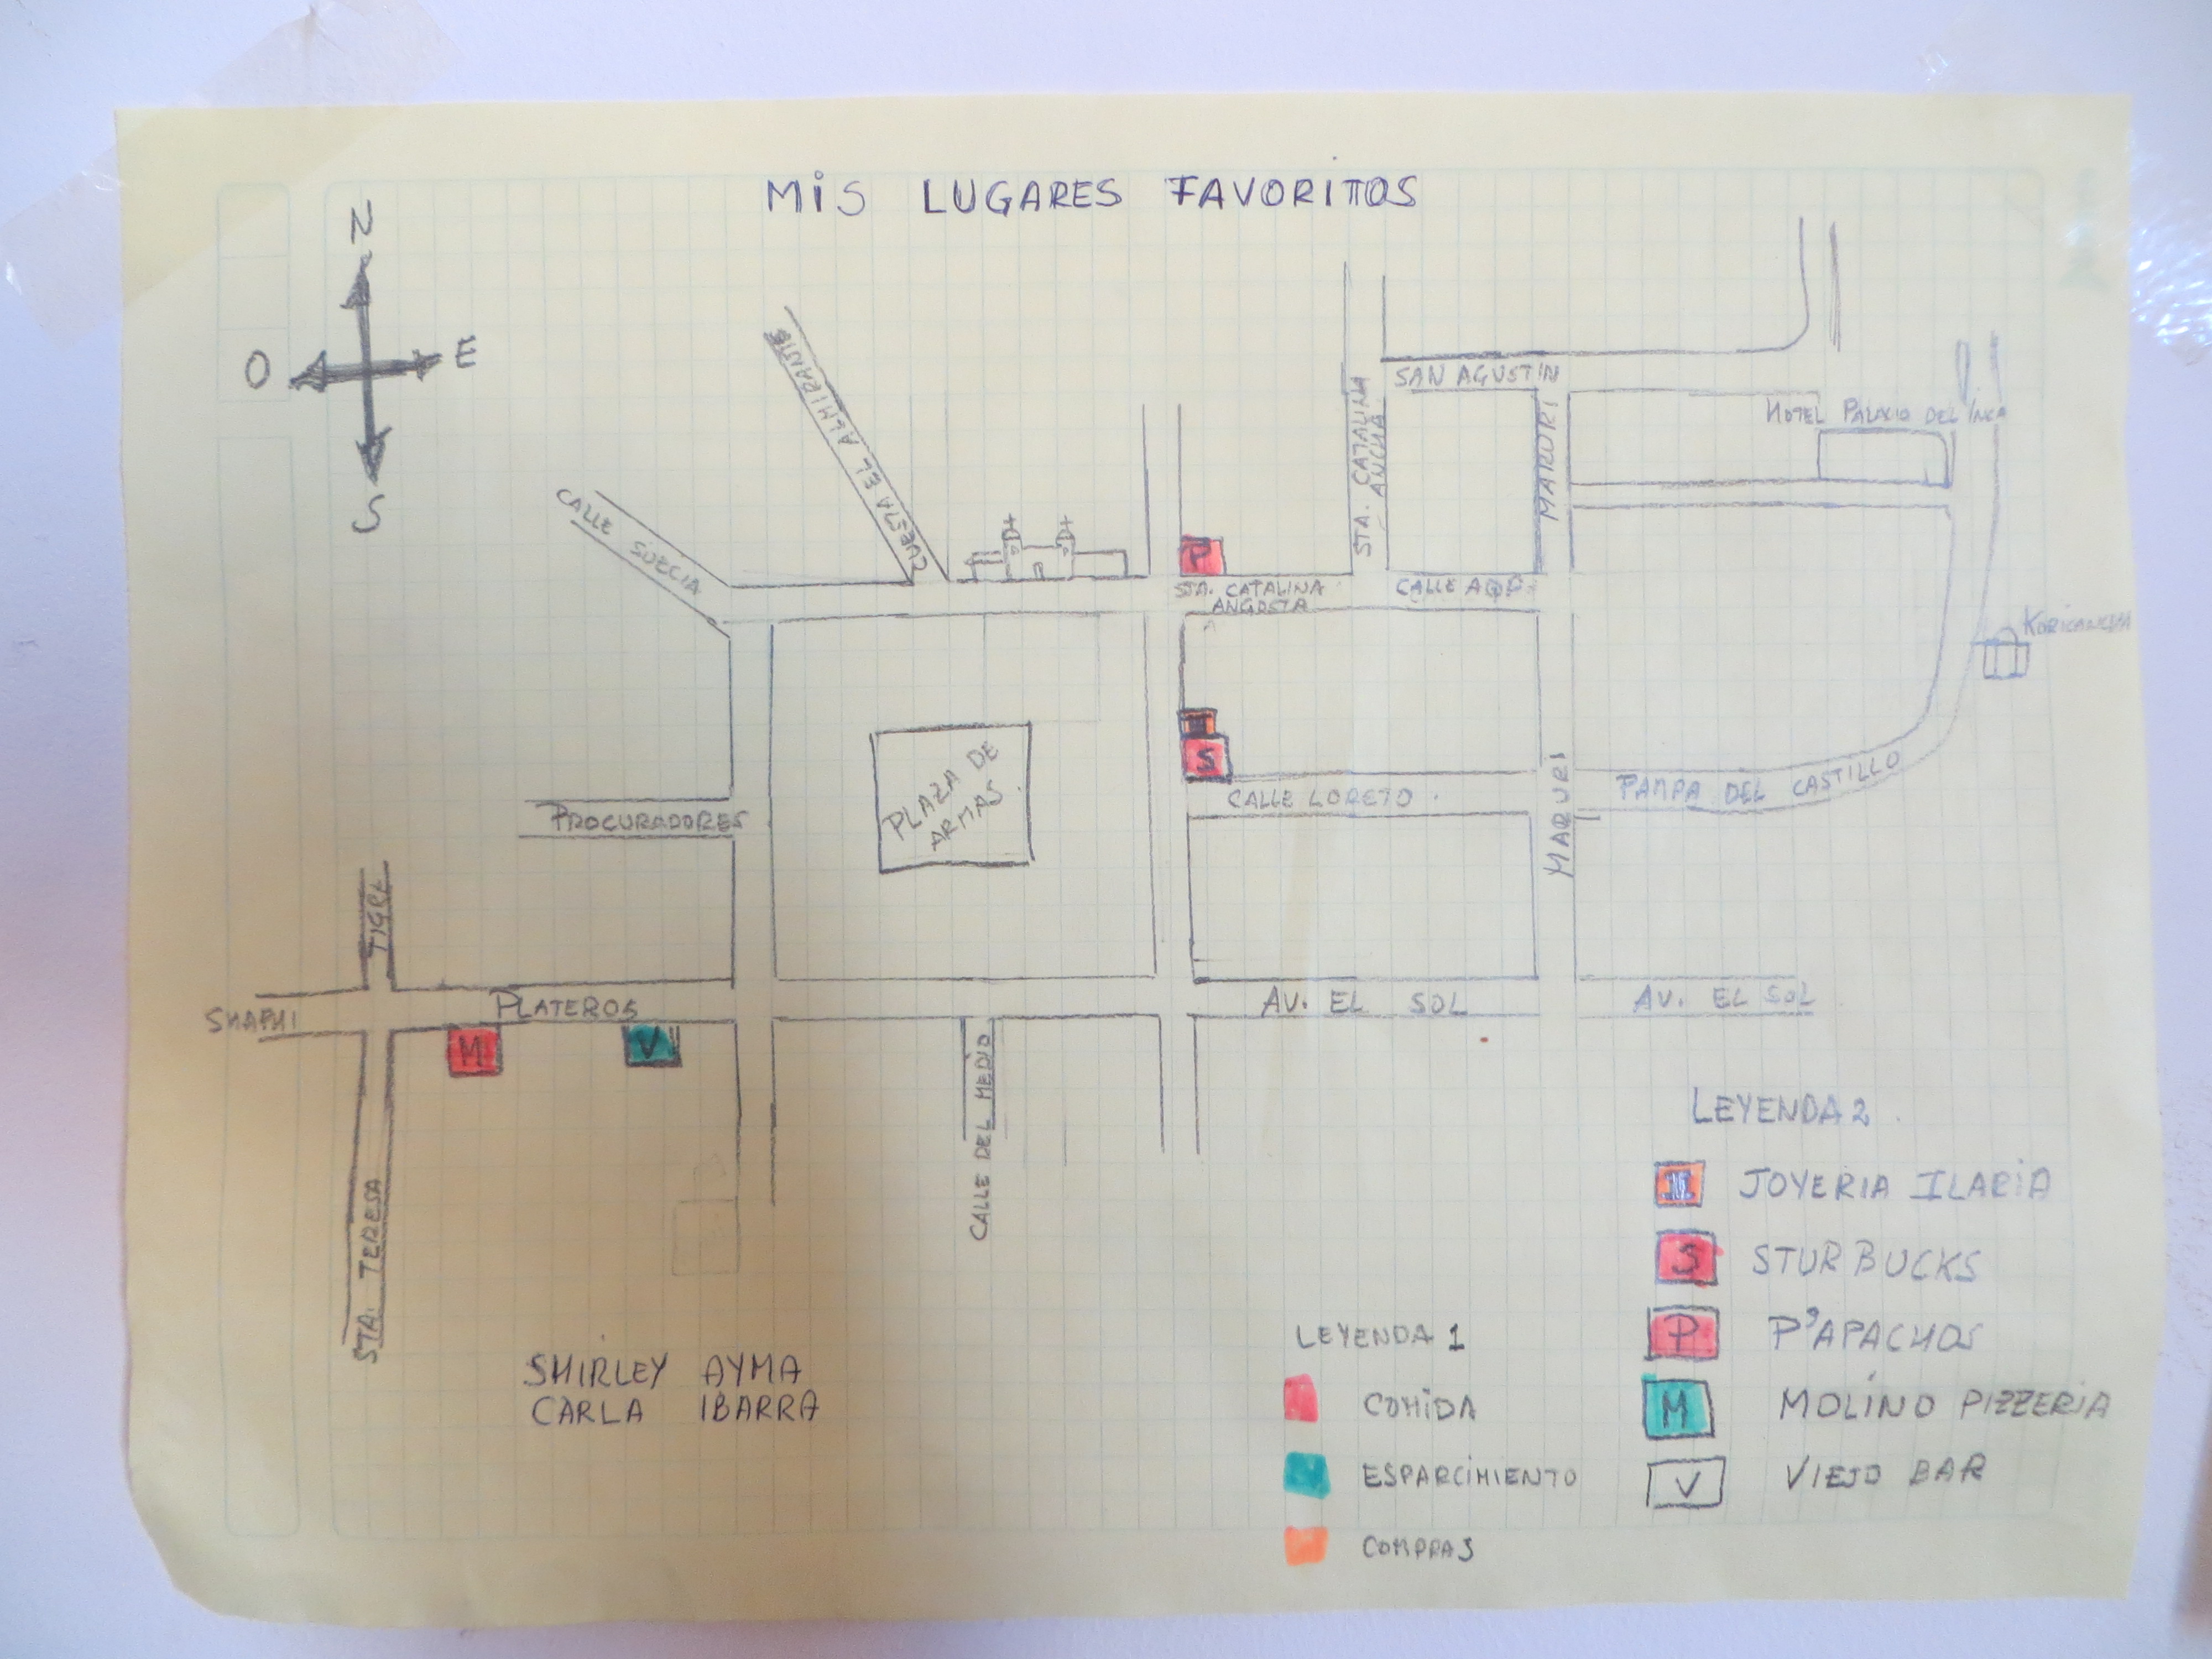 MIS LUGARES FAVORITOS
N
O
E
S
CUESTA EL ALMIRANTE
CALLE SUECIA
STA. CATALINA
ANCHA
SAN AGUSTIN
MARURI
HOTEL PALACIO DEL INKA
P
STA. CATALINA
ANGOSTA
CALLE
KORICANCHA
S
PLAZA DE
ARMAS.
CALLE LORETO .
MARURI
PAMPA DEL CASTILLO
PROCURADORES
TIGRE
SHAPHI
PLATEROS
AV. EL SOL
AV. EL SOL
M
V
CALLE DEL MEDIO
STA. TERESA
LEYENDA 2 .
JOYERIA ILARIA
S
STURBUCKS
P
P'APACHOS
M
MOLINO PIZZERIA
V
VIEJO BAR
LEYENDA 1
COMIDA
ESPARCIMIENTO
COMPRAS
SHIRLEY AYMA
CARLA IBARRA